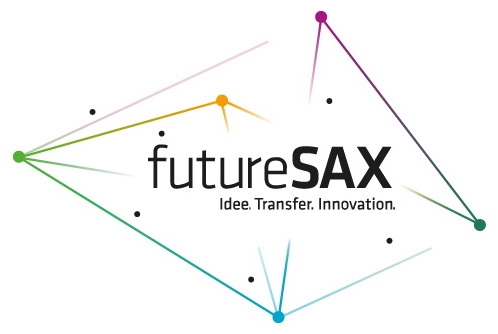 futureSAX
Idee. Transfer. Innovation.